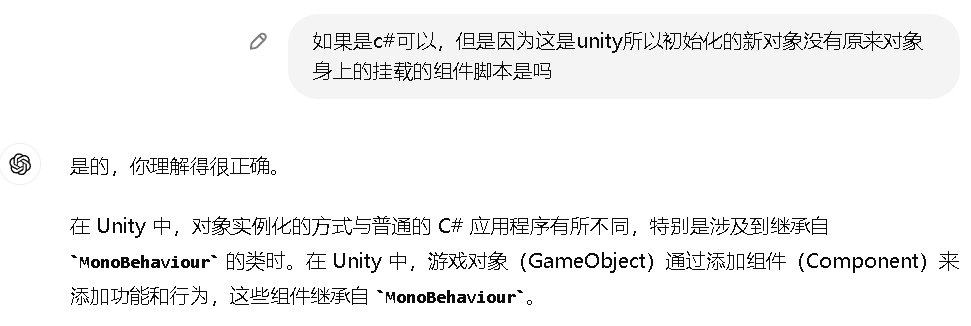 如果是c#可以，但是因为这是unity所以初始化的新对象没有原来对象
身上的挂载的组件脚本是吗
是的，你理解得很正确。
在 Unity 中，对象实例化的方式与普通的 C# 应用程序有所不同，特别是涉及到继承自
`MonoBehaviour` 的类时。在 Unity 中，游戏对象（GameObject）通过添加组件（Component）来
添加功能和行为，这些组件继承自 `MonoBehaviour`。